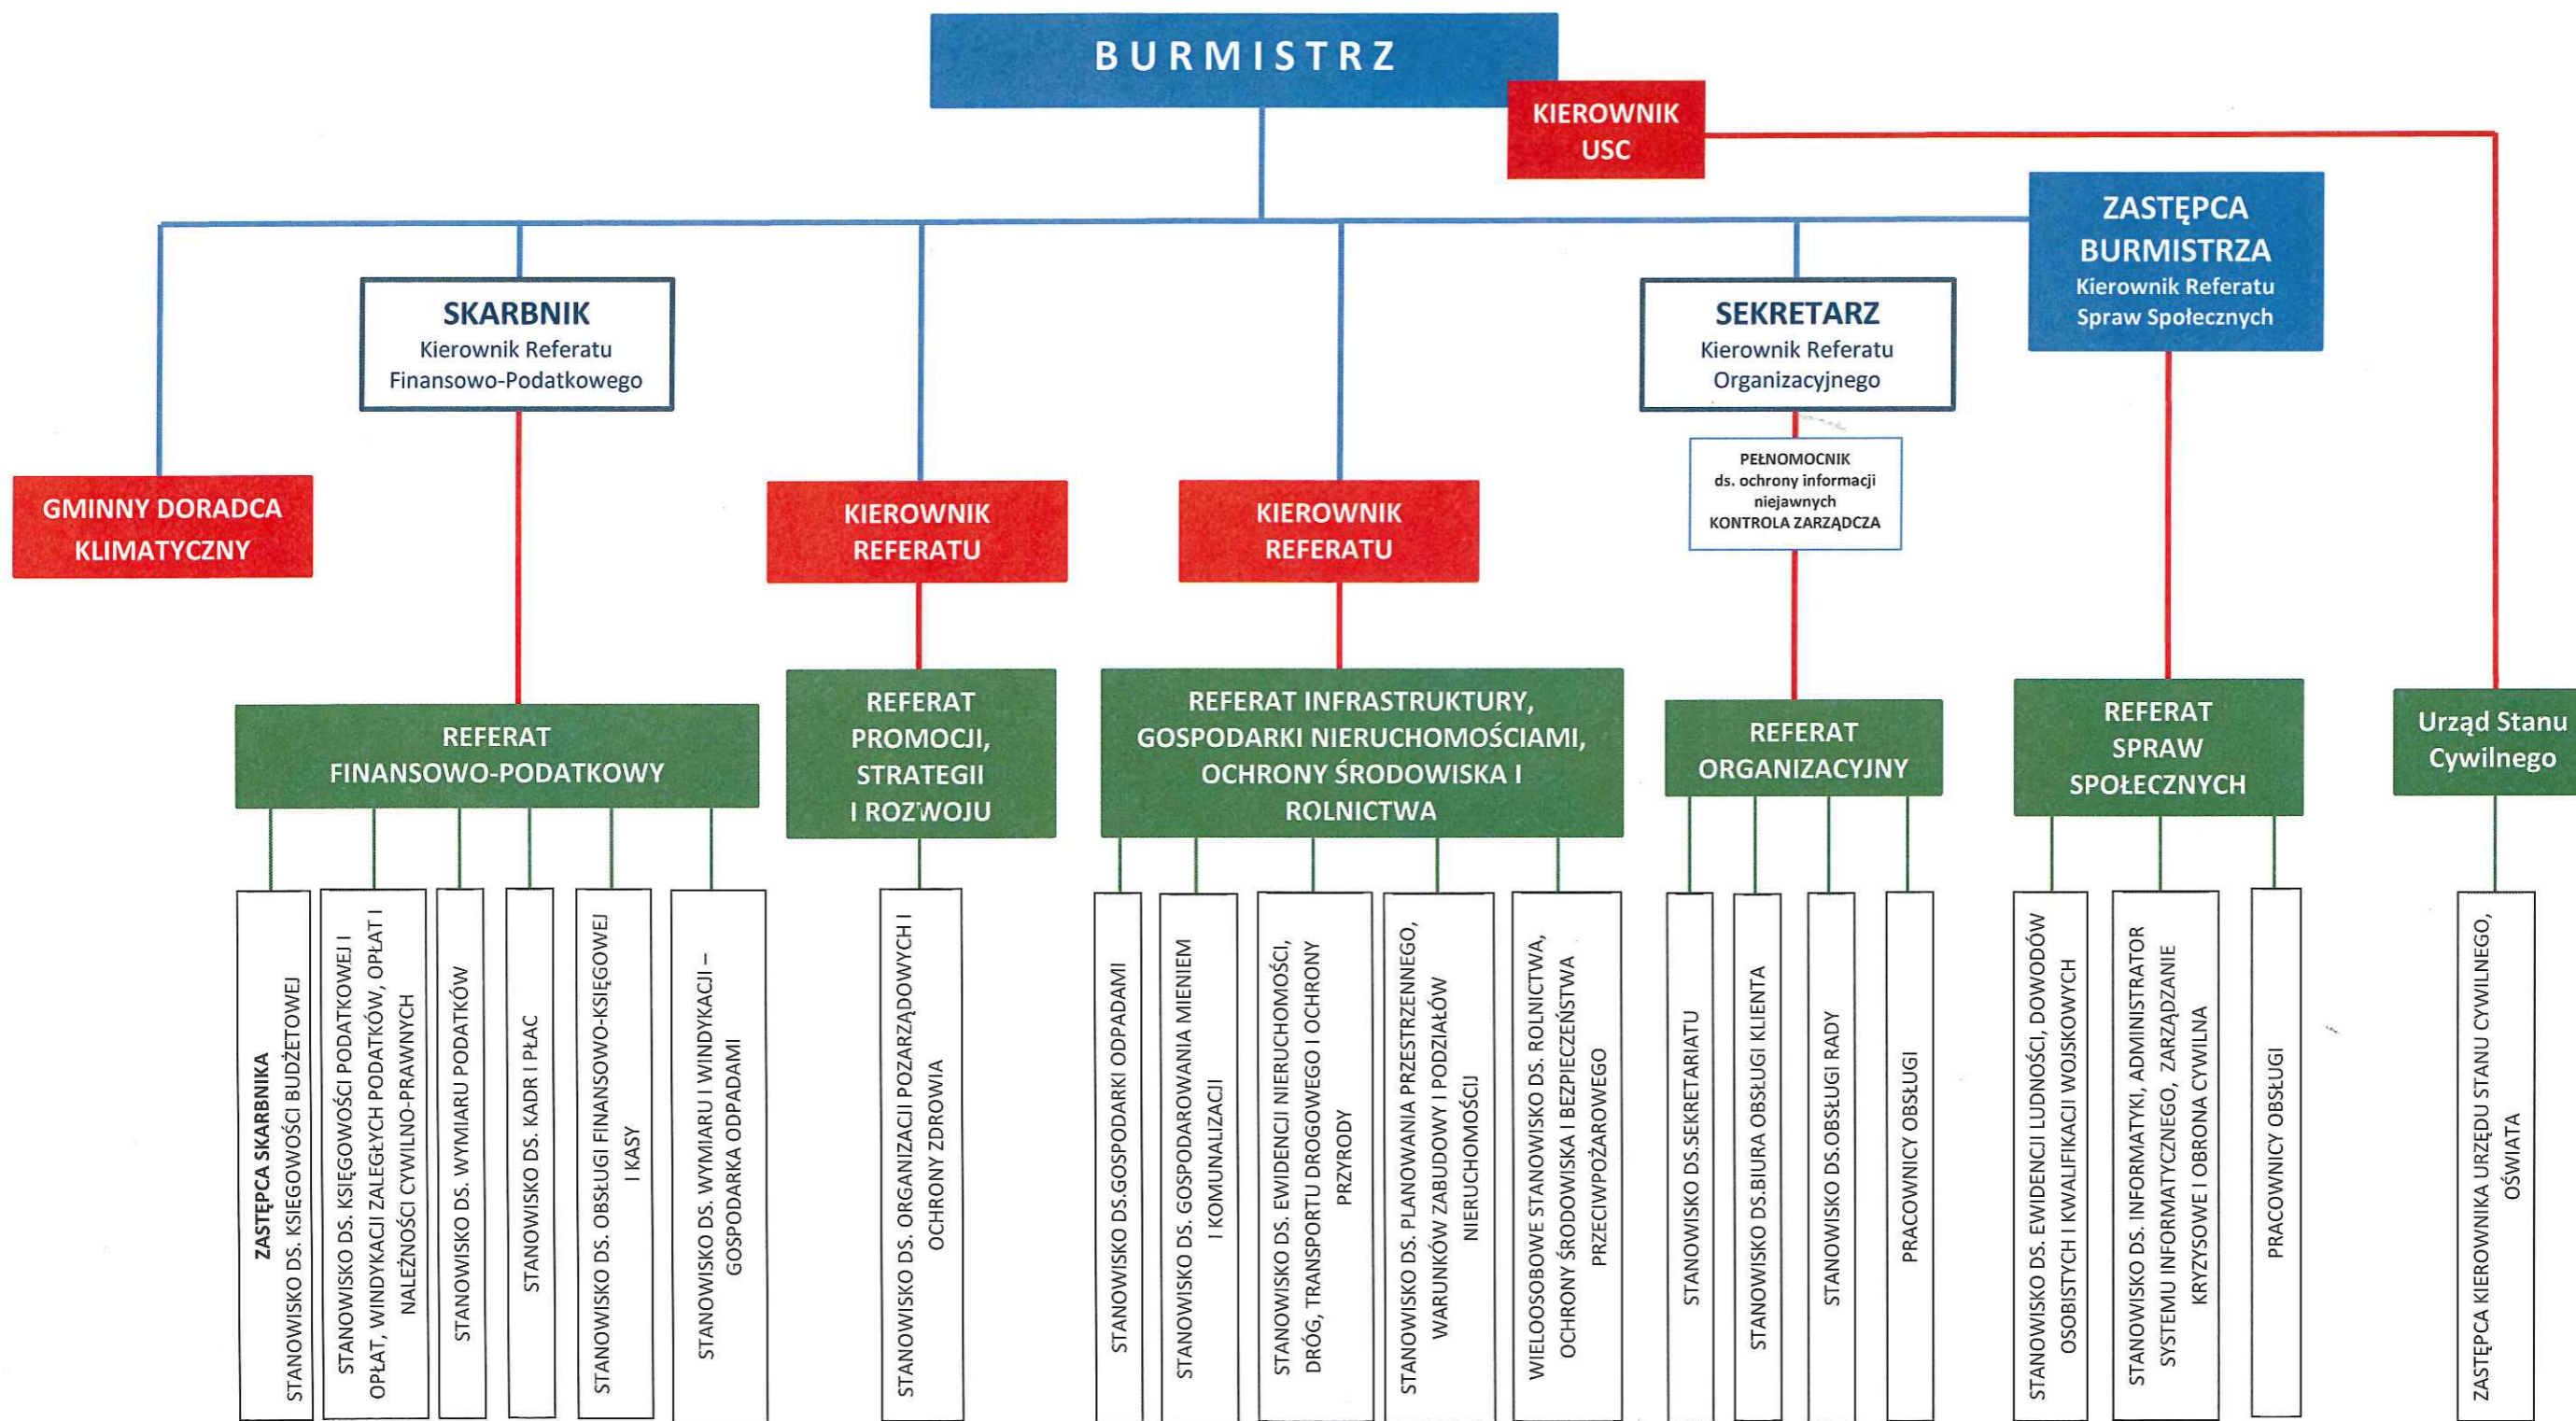 BURMISTRZ
KIEROWNIK
USC
ZASTĘPCA
BURMISTRZA
Kierownik Referatu
Spraw Społecznych
SKARBNIK
Kierownik Referatu
Finansowo-Podatkowego
SEKRETARZ
Kierownik Referatu
Organizacyjnego
PEŁNOMOCNIK
ds. ochrony informacji
niejawnych
KONTROLA ZARZĄDCZA
GMINNY DORADCA
KLIMATYCZNY
KIEROWNIK
REFERATU
KIEROWNIK
REFERATU
REFERAT
FINANSOWO-PODATKOWY
REFERAT
PROMOCJI,
STRATEGII
I ROZWOJU
REFERAT INFRASTRUKTURY,
GOSPODARKI NIERUCHOMOŚCIAMI,
OCHRONY ŚRODOWISKA I
ROLNICTWA
REFERAT
ORGANIZACYJNY
REFERAT
SPRAW
SPOŁECZNYCH
Urząd Stanu
Cywilnego
ZASTĘPCA SKARBNIKA
STANOWISKO DS. KSIEGOWOŚCI BUDŻETOWEJ
STANOWISKO DS. KSIĘGOWOŚCI PODATKOWEJ I
OPŁAT, WINDYKACJI ZALEGŁYCH PODATKÓW, OPŁAT I
NALEŻNOŚCI CYWILNO-PRAWNYCH
STANOWISKO DS. WYMIARU PODATKÓW
STANOWISKO DS. KADR I PŁAC
STANOWISKO DS. OBSŁUGI FINANSOWO-KSIĘGOWEJ
I KASY
STANOWISKO DS. WYMIARU I WINDYKACJI –
GOSPODARKA ODPADAMI
STANOWISKO DS. ORGANIZACJI POZARZĄDOWYCH I
OCHRONY ZDROWIA
STANOWISKO DS.GOSPODARKI ODPADAMI
STANOWISKO DS. GOSPODAROWANIA MIENIEM
I KOMUNALIZACJI
STANOWISKO DS. EWIDENCJI NIERUCHOMOŚCI,
DRÓG, TRANSPORTU DROGOWEGO I OCHRONY
PRZYRODY
STANOWISKO DS. PLANOWANIA PRZESTRZENNEGO,
WARUNKÓW ZABUDOWY I PODZIAŁÓW
NIERUCHOMOŚCIJ
WIELOOSOBOWE STANOWISKO DS. ROLNICTWA,
OCHRONY ŚRODOWISKA I BEZPIECZEŃSTWA
PRZECIWPOŻAROWEGO
STANOWISKO DS.SEKRETARIATU
STANOWISKO DS.BIURA OBSŁUGI KLIENTA
STANOWISKO DS.OBSŁUGI RADY
PRACOWNICY OBSŁUGI
STANOWISKO DS. EWIDENCJI LUDNOŚCI, DOWODÓW
OSOBISTYCH I KWALIFIKACJI WOJSKOWYCH
STANOWISKO DS. INFORMATYKI, ADMINISTRATOR
SYSTEMU INFORMATYCZNEGO, ZARZĄDZANIE
KRYZYSOWE I OBRONA CYWILNA
PRACOWNICY OBSŁUGI
ZASTĘPCA KIEROWNIKA URZĘDU STANU CYWILNEGO,
OŚWIATA